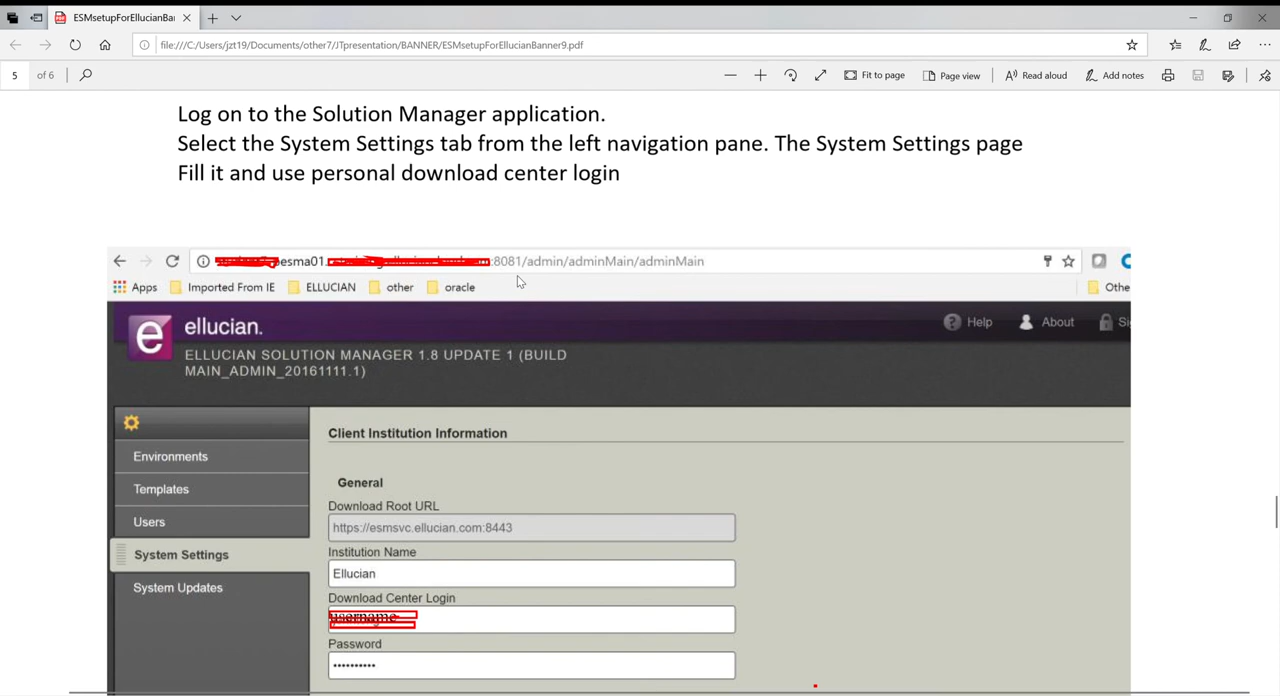 ESMsetupForEllucianBa
file:///C:/Users/jzt19/Documents/other7/JTpresentation/BANNER/ESMsetupForEllucianBanner9.pdf
5 of 6 Fit to page Page view Read aloud Add notes
Log on to the Solution Manager application.
Select the System Settings tab from the left navigation pane. The System Settings page
Fill it and use personal download center login
esma01. :8081/admin/adminMain/adminMain
Apps Imported From IE ELLUCIAN other oracle Othe
e ellucian. Help About Si
ELLUCIAN SOLUTION MANAGER 1.8 UPDATE 1 (BUILD
MAIN_ADMIN_20161111.1)
Environments
Templates
Users
System Settings
System Updates
Client Institution Information
General
Download Root URL
https://esmsvc.ellucian.com:8443
Institution Name
Ellucian
Download Center Login
username
Password
••••••••••